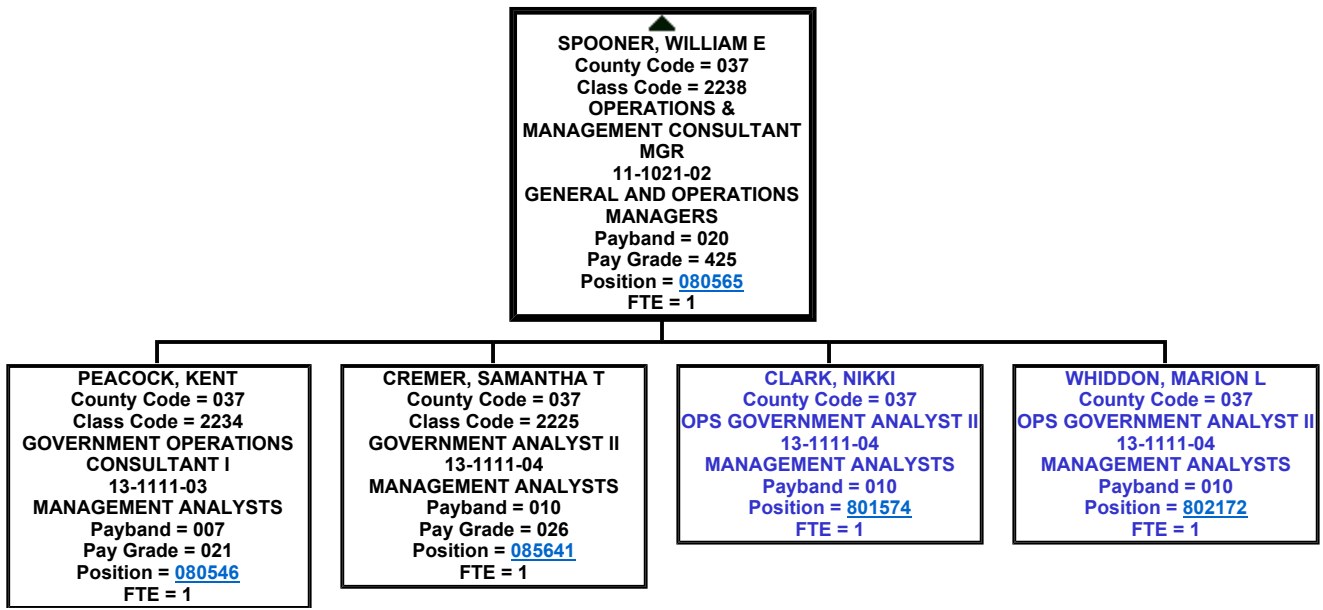 SPOONER, WILLIAM E
County Code = 037
Class Code = 2238
OPERATIONS &
MANAGEMENT CONSULTANT
MGR
11-1021-02
GENERAL AND OPERATIONS
MANAGERS
Payband = 020
Pay Grade = 425
Position = 080565
FTE = 1
PEACOCK, KENT
County Code = 037
Class Code = 2234
GOVERNMENT OPERATIONS
CONSULTANT I
13-1111-03
MANAGEMENT ANALYSTS
Payband = 007
Pay Grade = 021
Position = 080546
FTE = 1
CREMER, SAMANTHA T
County Code = 037
Class Code = 2225
GOVERNMENT ANALYST II
13-1111-04
MANAGEMENT ANALYSTS
Payband = 010
Pay Grade = 026
Position = 085641
FTE = 1
CLARK, NIKKI
County Code = 037
OPS GOVERNMENT ANALYST II
13-1111-04
MANAGEMENT ANALYSTS
Payband = 010
Position = 801574
FTE = 1
WHIDDON, MARION L
County Code = 037
OPS GOVERNMENT ANALYST II
13-1111-04
MANAGEMENT ANALYSTS
Payband = 010
Position = 802172
FTE = 1